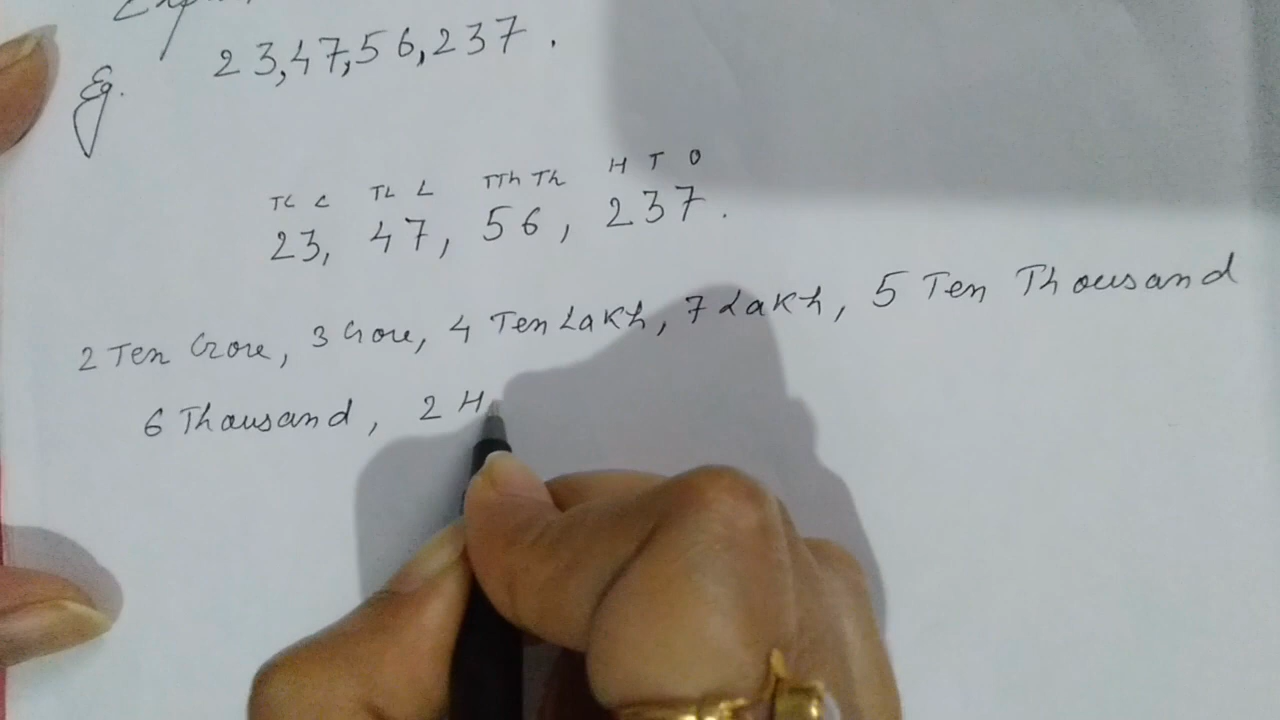 Eg. 23,47,56,237.
TC C TL L TTh Th H T O
23, 47, 56, 237.
2 Ten Crore, 3 Crore, 4 Ten Lakh, 7 Lakh, 5 Ten Thousand
6 Thousand, 2 H